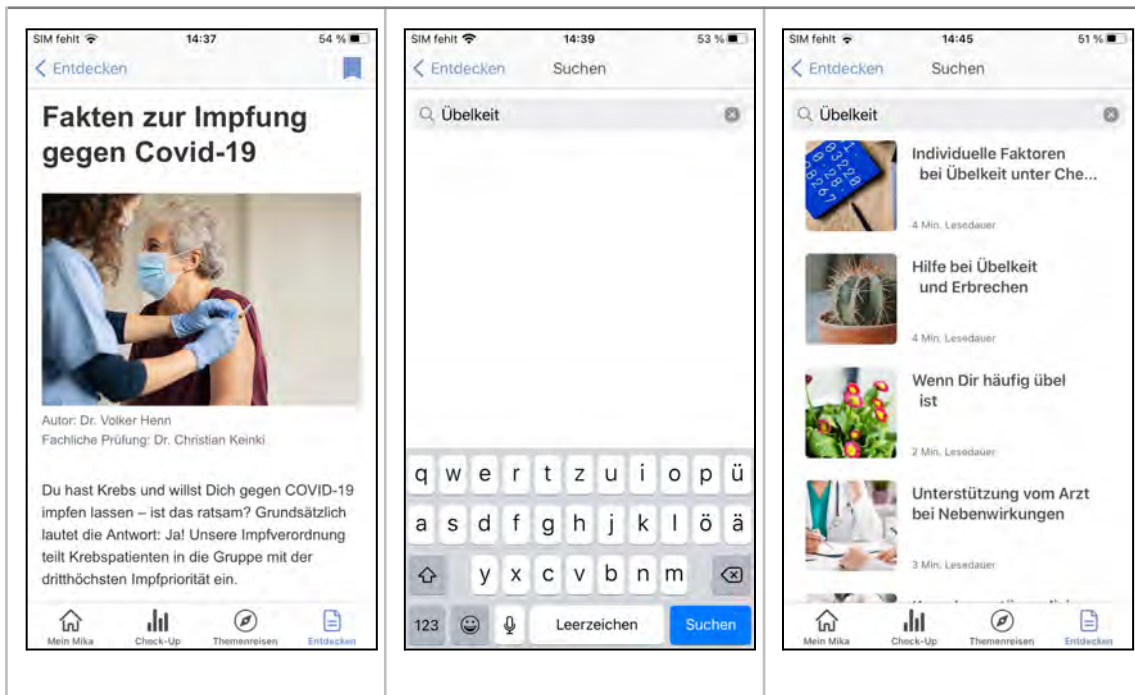 SIM fehlt 14:37 54 %
Entdecken
Fakten zur Impfung
gegen Covid-19
Autor: Dr. Volker Henn
Fachliche Prüfung: Dr. Christian Keinki
Du hast Krebs und willst Dich gegen COVID-19
impfen lassen – ist das ratsam? Grundsätzlich
lautet die Antwort: Ja! Unsere Impfverordnung
teilt Krebspatienten in die Gruppe mit der
dritthöchsten Impfpriorität ein.
Mein Mika Check-Up Themenreisen Entdecken
SIM fehlt 14:39 53 %
Entdecken Suchen
Übelkeit
q w e r t z u i o p ü
a s d f g h j k l ö ä
y x c v b n m
123 Leerzeichen Suchen
SIM fehlt 14:45 51 %
Entdecken Suchen
Übelkeit
Individuelle Faktoren
bei Übelkeit unter Che...
4 Min. Lesedauer
Hilfe bei Übelkeit
und Erbrechen
4 Min. Lesedauer
Wenn Dir häufig übel
ist
2 Min. Lesedauer
Unterstützung vom Arzt
bei Nebenwirkungen
3 Min. Lesedauer
Mein Mika Check-Up Themenreisen Entdecken